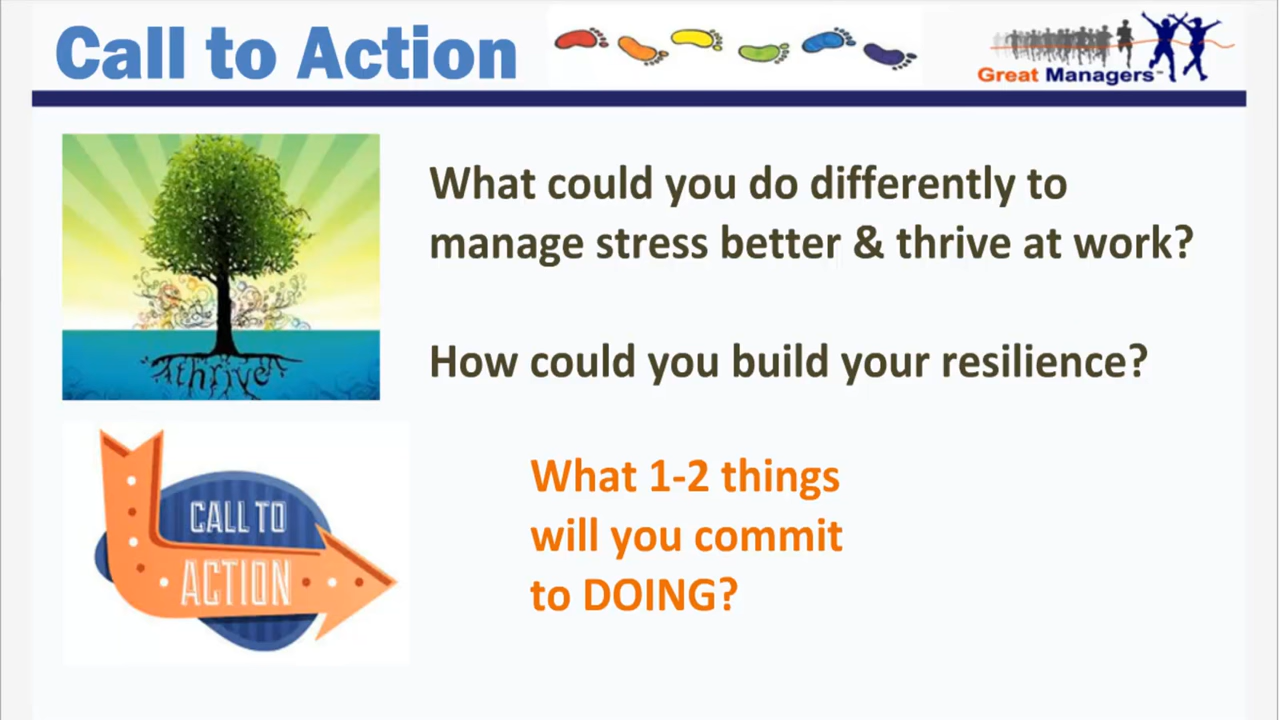 Call to Action
Great Managers™
What could you do differently to
manage stress better & thrive at work?
thrive
How could you build your resilience?
CALL TO
ACTION
What 1-2 things
will you commit
to DOING?